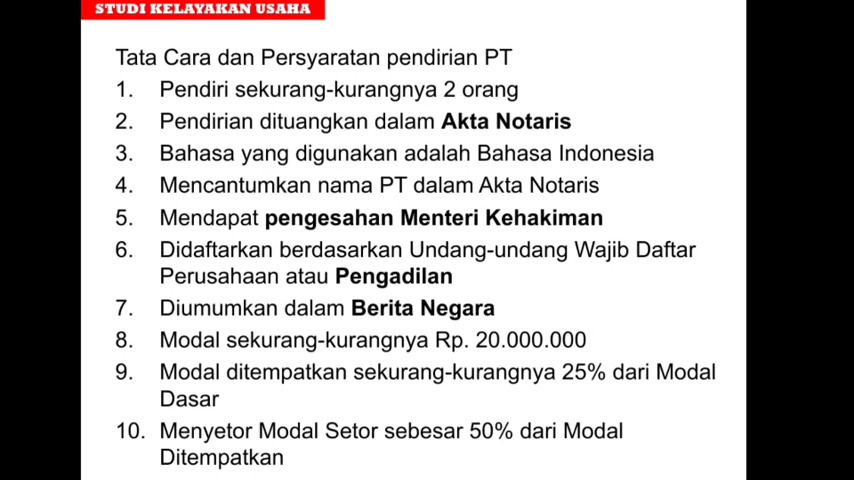 STUDI KELAYAKAN USAHA
Tata Cara dan Persyaratan pendirian PT
1. Pendiri sekurang-kurangnya 2 orang
2. Pendirian dituangkan dalam Akta Notaris
3. Bahasa yang digunakan adalah Bahasa Indonesia
4. Mencantumkan nama PT dalam Akta Notaris
5. Mendapat pengesahan Menteri Kehakiman
6. Didaftarkan berdasarkan Undang-undang Wajib Daftar
Perusahaan atau Pengadilan
7. Diumumkan dalam Berita Negara
8. Modal sekurang-kurangnya Rp. 20.000.000
9. Modal ditempatkan sekurang-kurangnya 25% dari Modal
Dasar
10. Menyetor Modal Setor sebesar 50% dari Modal
Ditempatkan